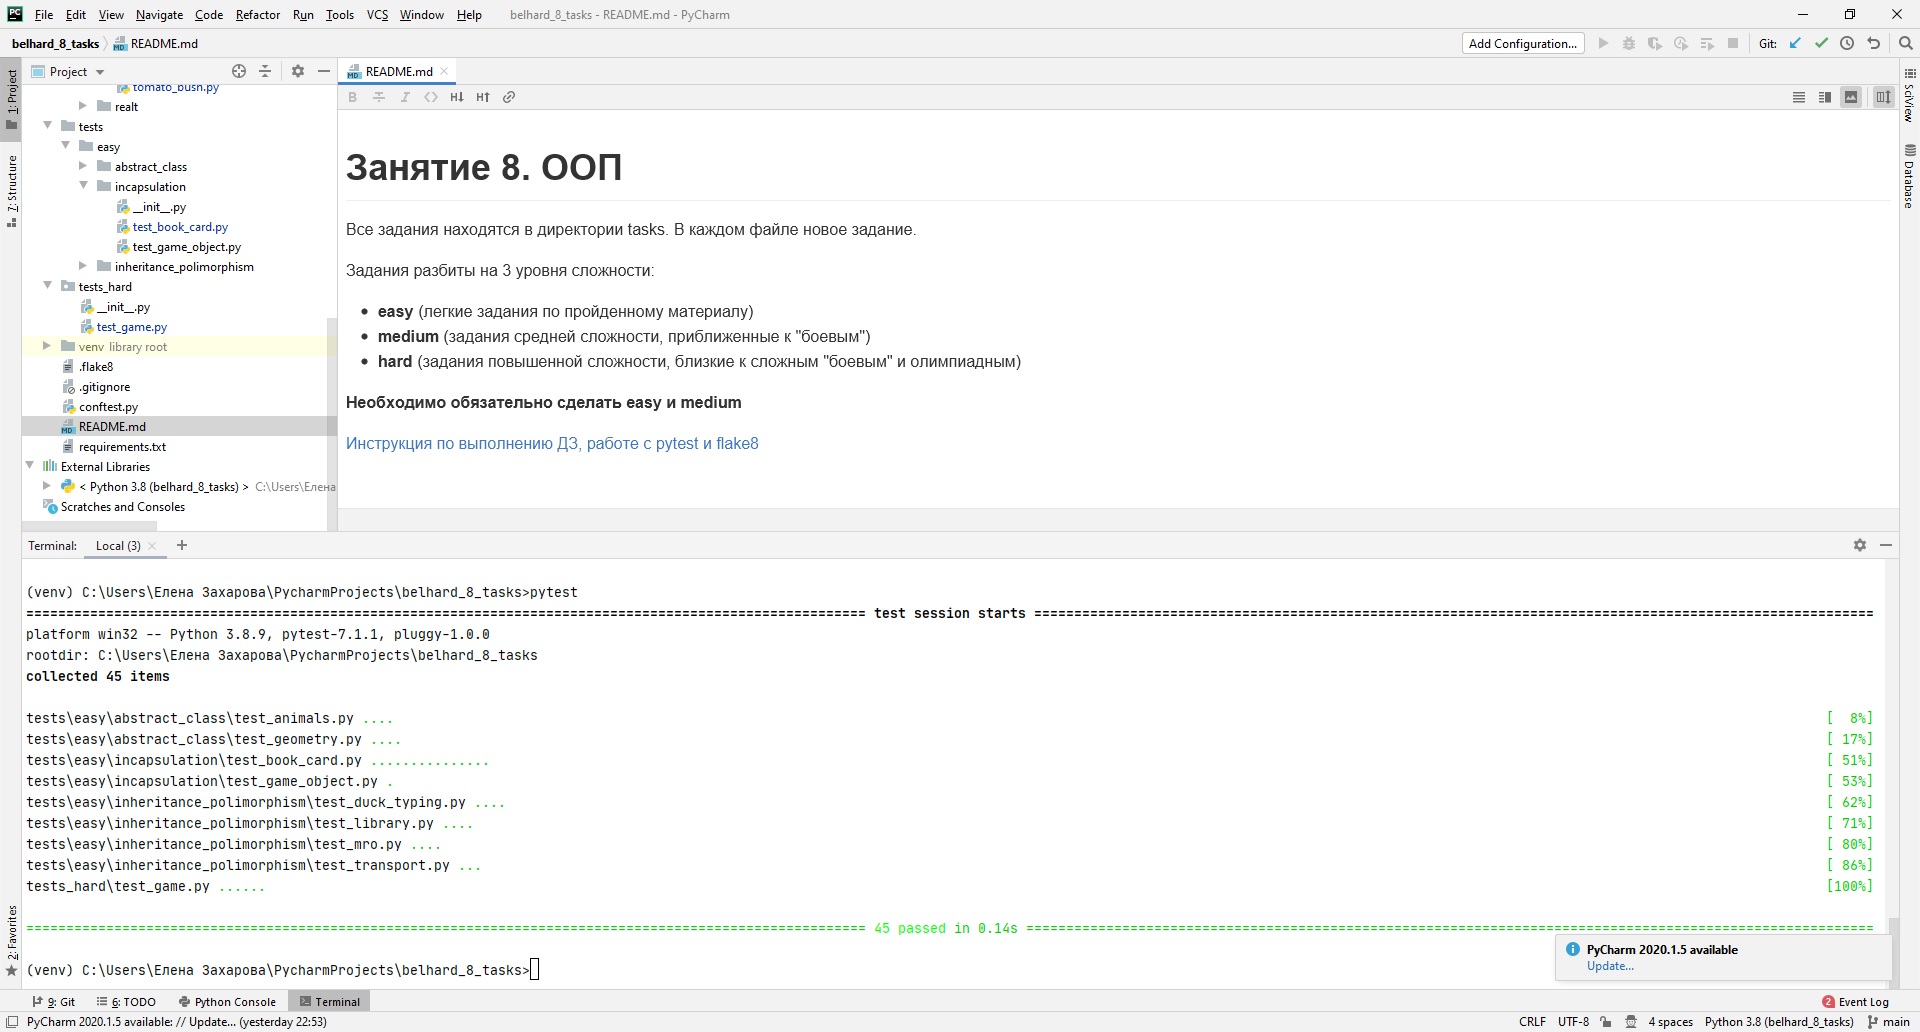 File Edit View Navigate Code Refactor Run Tools VCS Window Help belhard_8_tasks - README.md - PyCharm
belhard_8_tasks README.md Add Configuration... Git:
Project
README.md
tomato_bush.py
realt
tests
easy
abstract_class
incapsulation
__init__.py
test_book_card.py
test_game_object.py
inheritance_polimorphism
tests_hard
__init__.py
test_game.py
venv library root
.flake8
.gitignore
conftest.py
README.md
requirements.txt
External Libraries
< Python 3.8 (belhard_8_tasks) > C:\Users\Елена
Scratches and Consoles
1: Project
7: Structure
2: Favorites
B I H↓ H↑
Занятие 8. ООП
Все задания находятся в директории tasks. В каждом файле новое задание.
Задания разбиты на 3 уровня сложности:
easy (легкие задания по пройденному материалу)
medium (задания средней сложности, приближенные к "боевым")
hard (задания повышенной сложности, близкие к сложным "боевым" и олимпиадным)
Необходимо обязательно сделать easy и medium
Инструкция по выполнению ДЗ, работе с pytest и flake8
SciView
Database
Terminal: Local (3) +
(venv) C:\Users\Елена Захарова\PycharmProjects\belhard_8_tasks>pytest
test session starts
platform win32 -- Python 3.8.9, pytest-7.1.1, pluggy-1.0.0
rootdir: C:\Users\Елена Захарова\PycharmProjects\belhard_8_tasks
collected 45 items
tests\easy\abstract_class\test_animals.py .... [  8%]
tests\easy\abstract_class\test_geometry.py .... [ 17%]
tests\easy\incapsulation\test_book_card.py ............... [ 51%]
tests\easy\incapsulation\test_game_object.py . [ 53%]
tests\easy\inheritance_polimorphism\test_duck_typing.py .... [ 62%]
tests\easy\inheritance_polimorphism\test_library.py .... [ 71%]
tests\easy\inheritance_polimorphism\test_mro.py .... [ 80%]
tests\easy\inheritance_polimorphism\test_transport.py ... [ 86%]
tests_hard\test_game.py ...... [100%]
45 passed in 0.14s
(venv) C:\Users\Елена Захарова\PycharmProjects\belhard_8_tasks>
PyCharm 2020.1.5 available
Update...
9: Git 6: TODO Python Console Terminal 2 Event Log
PyCharm 2020.1.5 available: // Update... (yesterday 22:53) CRLF UTF-8 4 spaces Python 3.8 (belhard_8_tasks) main